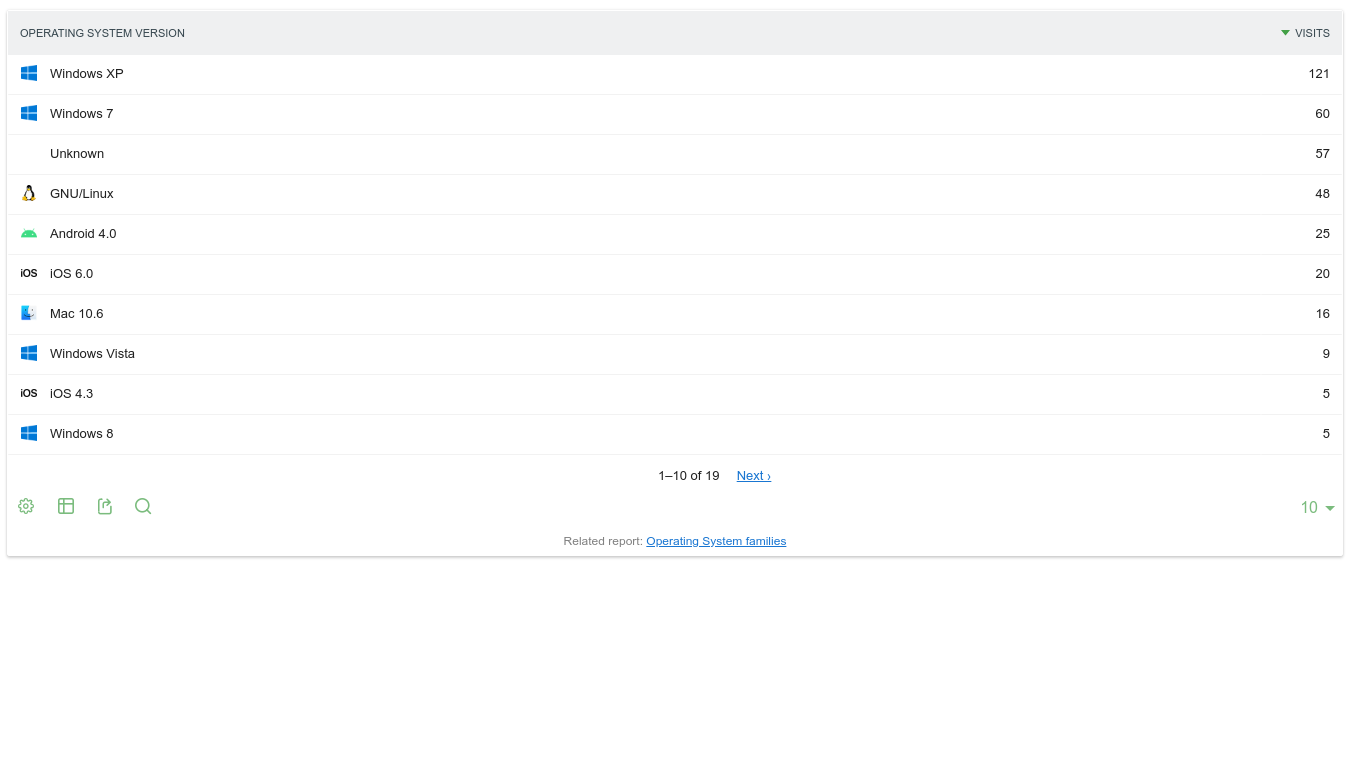 OPERATING SYSTEM VERSION VISITS
Windows XP 121
Windows 7 60
Unknown 57
GNU/Linux 48
Android 4.0 25
iOS iOS 6.0 20
Mac 10.6 16
Windows Vista 9
iOS iOS 4.3 5
Windows 8 5
1–10 of 19 Next ›
10
Related report: Operating System families